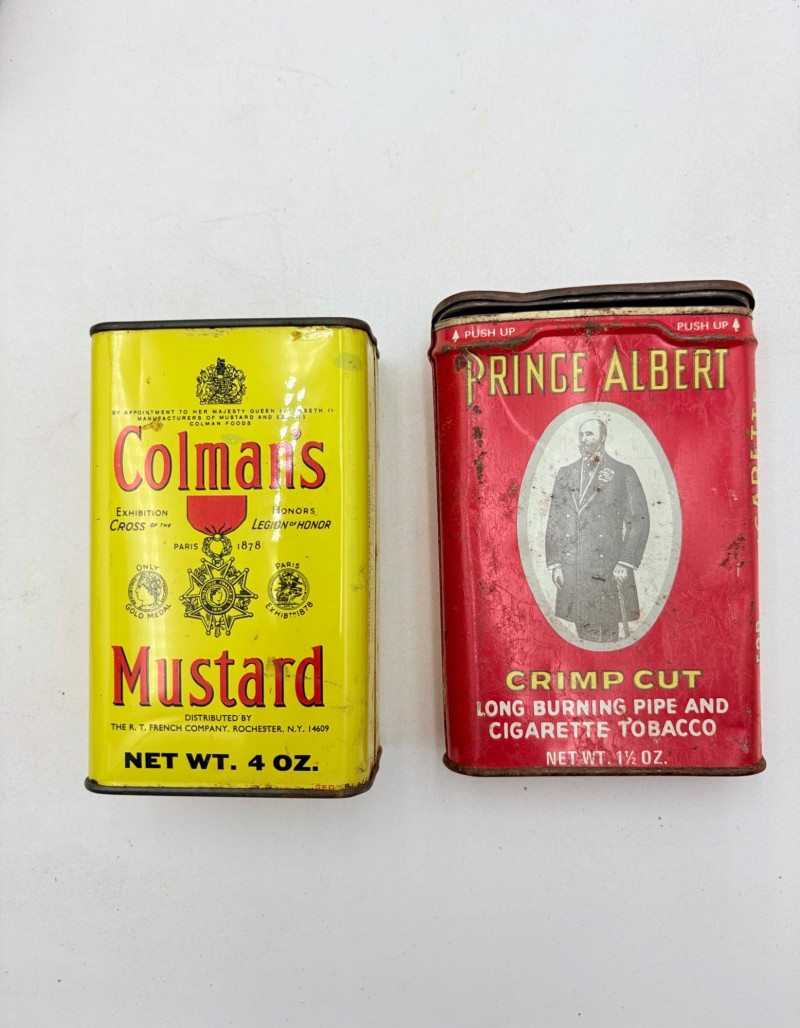 BY APPOINTMENT TO HER MAJESTY QUEEN ELIZABETH II
MANUFACTURERS OF MUSTARD AND
COLMAN FOODS
Colman's
EXHIBITION HONORS
CROSS OF THE LEGION OF HONOR
PARIS 1878
ONLY
GOLD MEDAL
PARIS
EXHIBTN 1878
Mustard
DISTRIBUTED BY
THE R. T. FRENCH COMPANY, ROCHESTER, N.Y. 14609
NET WT. 4 OZ.
PUSH UP PUSH UP
PRINCE ALBERT
CRIMP CUT
LONG BURNING PIPE AND
CIGARETTE TOBACCO
NET WT. 1½ OZ.